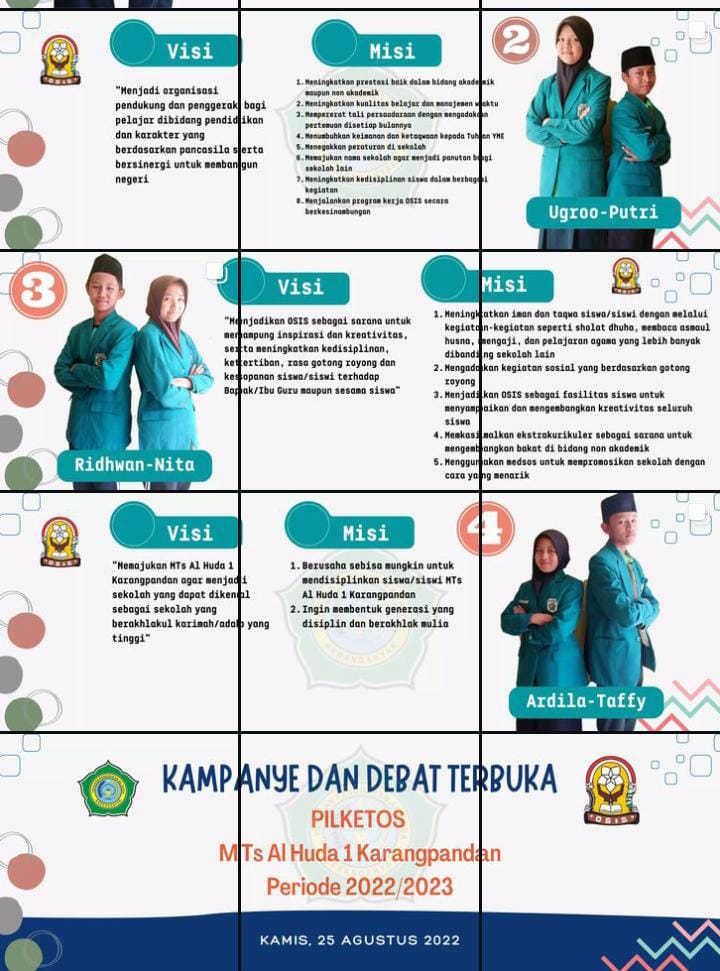 Visi
"Menjadi organisasi
pendukung dan penggerak bagi
pelajar dibidang pendidikan
dan karakter yang
berdasarkan pancasila serta
bersinergi untuk membangun
negeri
Misi
1. Meningkatkan prestasi baik dalam bidang akademik
maupun non akademik
2. Meningkatkan kualitas belajar dan manajemen waktu
3. Mempererat tali persaudaraan dengan mengadakan
pertemuan disetiap bulannya
4. Menumbuhkan keimanan dan ketaqwaan kepada Tuhan YME
5. Menegakkan peraturan di sekolah
6. Memajukan nama sekolah agar menjadi panutan bagi
sekolah lain
7. Meningkatkan kedisiplinan siswa dalam berbagai
kegiatan
8. Menjalankan program kerja OSIS secara
berkesinambungan
2
Ugroo-Putri
OSIS
3
Ridhwan-Nita
Visi
"Menjadikan OSIS sebagai sarana untuk
menampung inspirasi dan kreativitas,
serta meningkatkan kedisiplinan,
ketertiban, rasa gotong royong dan
kesopanan siswa/siswi terhadap
Bapak/Ibu Guru maupun sesama siswa"
Misi
1. Meningkatkan iman dan taqwa siswa/siswi dengan melalui
kegiatan-kegiatan seperti sholat dhuha, membaca asmaul
husna, mengaji, dan pelajaran agama yang lebih banyak
dibanding sekolah lain
2. Mengadakan kegiatan sosial yang berdasarkan gotong
royong
3. Menjadikan OSIS sebagai fasilitas siswa untuk
menyampaikan dan mengembangkan kreativitas seluruh
siswa
4. Memkasimalkan ekstrakurikuler sebagai sarana untuk
mengembangkan bakat di bidang non akademik
5. Menggunakan medsos untuk mempromosikan sekolah dengan
cara yang menarik
OSIS
Visi
"Memajukan MTs Al Huda 1
Karangpandan agar menjadi
sekolah yang dapat dikenal
sebagai sekolah yang
berakhlakul karimah/adab yang
tinggi"
Misi
1. Berusaha sebisa mungkin untuk
mendisiplinkan siswa/siswi MTs
Al Huda 1 Karangpandan
2. Ingin membentuk generasi yang
disiplin dan berakhlak mulia
KARANGANYAR
4
Ardila-Taffy
OSIS
KAMPANYE DAN DEBAT TERBUKA
PILKETOS
MTs Al Huda 1 Karangpandan
Periode 2022/2023
OSIS
KAMIS, 25 AGUSTUS 2022